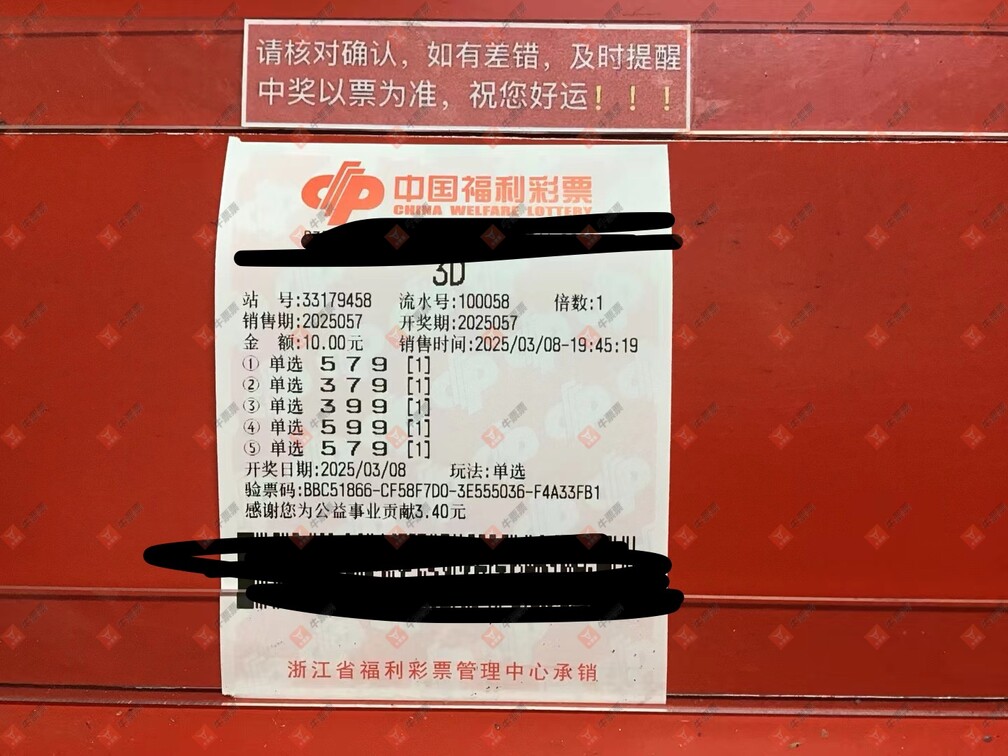 请核对确认，如有差错，及时提醒
中奖以票为准，祝您好运！！！
中国福利彩票
CHINA WELFARE LOTTERY
3D
站 号:33179458 流水号:100058 倍数:1
销售期:2025057 开奖期:2025057
金 额:10.00元 销售时间:2025/03/08-19:45:19
① 单选 5 7 9 [1]
② 单选 3 7 9 [1]
③ 单选 3 9 9 [1]
④ 单选 5 9 9 [1]
⑤ 单选 5 7 9 [1]
开奖日期:2025/03/08 玩法:单选
验票码:BBC51866-CF58F7D0-3E555036-F4A33FB1
感谢您为公益事业贡献3.40元
浙江省福利彩票管理中心承销